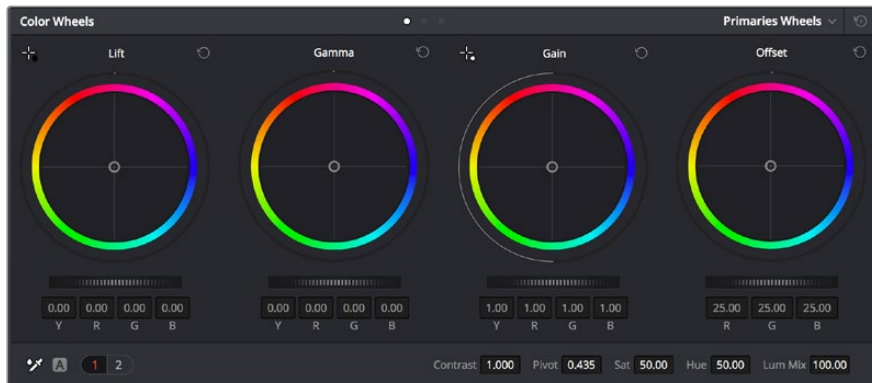 Color Wheels Primaries Wheels
Lift Gamma Gain Offset
0.00 0.00 0.00 0.00 0.00 0.00 0.00 0.00 1.00 1.00 1.00 1.00 25.00 25.00 25.00
Y R G B Y R G B Y R G B R G B
A 1 2 Contrast 1.000 Pivot 0.435 Sat 50.00 Hue 50.00 Lum Mix 100.00